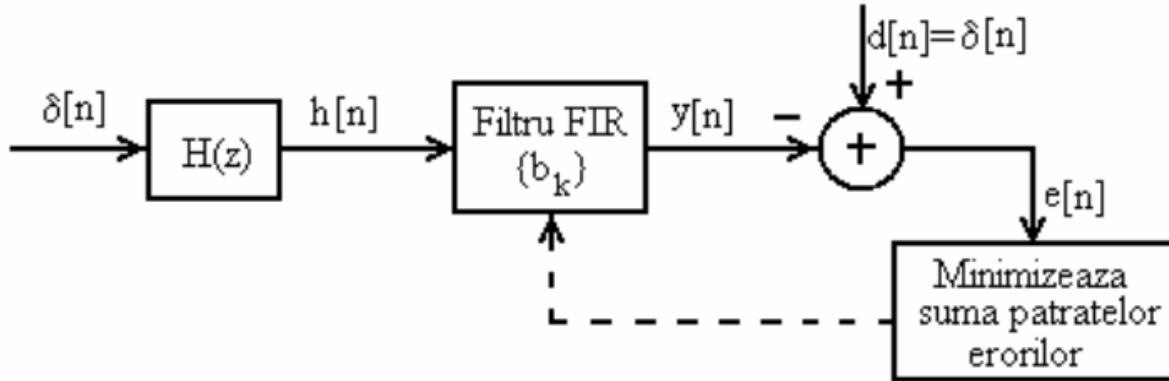 δ[n]
H(z)
h[n]
Filtru FIR
{b_k}
y[n]
−
d[n]=δ[n]
+
+
e[n]
Minimizeaza
suma patratelor
erorilor